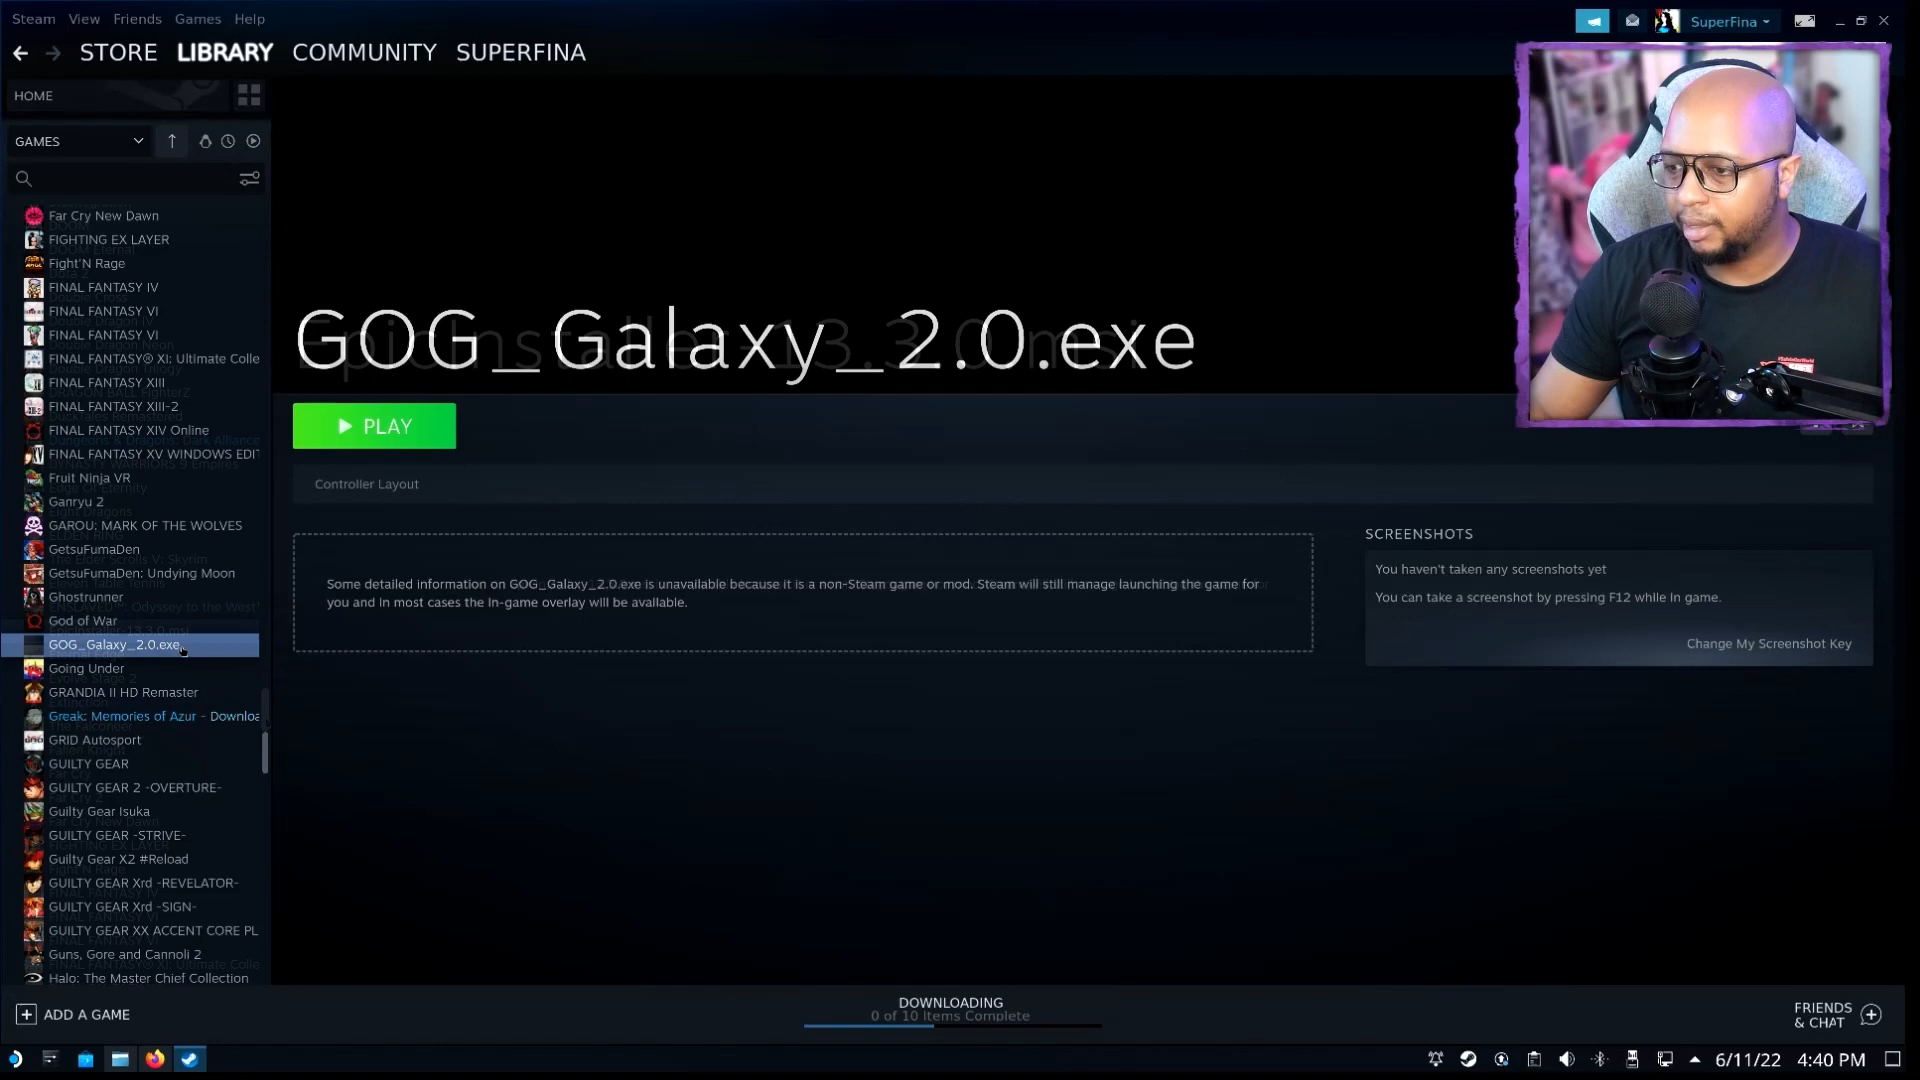 Steam View Friends Games Help
SuperFina
STORE LIBRARY COMMUNITY SUPERFINA
HOME
GAMES
Far Cry New Dawn
FIGHTING EX LAYER
Fight'N Rage
FINAL FANTASY IV
FINAL FANTASY VI
FINAL FANTASY VI
FINAL FANTASY® XI: Ultimate Colle
FINAL FANTASY XIII
FINAL FANTASY XIII-2
FINAL FANTASY XIV Online
FINAL FANTASY XV WINDOWS EDIT
Fruit Ninja VR
Ganryu 2
GAROU: MARK OF THE WOLVES
GetsuFumaDen
GetsuFumaDen: Undying Moon
Ghostrunner
God of War
GOG_Galaxy_2.0.exe
Going Under
GRANDIA II HD Remaster
Greak: Memories of Azur - Downloa
GRID Autosport
GUILTY GEAR
GUILTY GEAR 2 -OVERTURE-
Guilty Gear Isuka
GUILTY GEAR -STRIVE-
Guilty Gear X2 #Reload
GUILTY GEAR Xrd -REVELATOR-
GUILTY GEAR Xrd -SIGN-
GUILTY GEAR XX ACCENT CORE PL
Guns, Gore and Cannoli 2
Halo: The Master Chief Collection
GOG_Galaxy_2.0.exe
PLAY
Controller Layout
Some detailed information on GOG_Galaxy_2.0.exe is unavailable because it is a non-Steam game or mod. Steam will still manage launching the game for
you and in most cases the in-game overlay will be available.
SCREENSHOTS
You haven't taken any screenshots yet
You can take a screenshot by pressing F12 while in game.
Change My Screenshot Key
ADD A GAME
DOWNLOADING
0 of 10 Items Complete
FRIENDS
& CHAT
6/11/22 4:40 PM